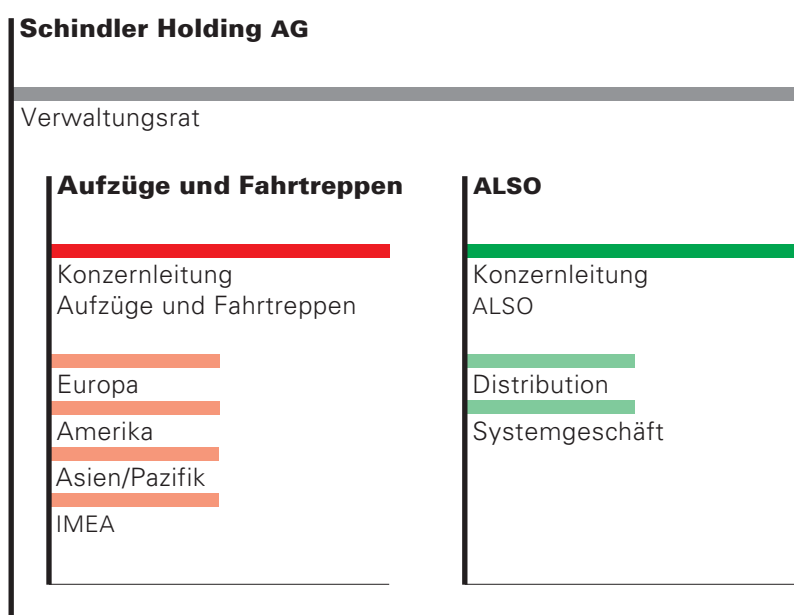 Schindler Holding AG
Verwaltungsrat
Aufzüge und Fahrtreppen
Konzernleitung
Aufzüge und Fahrtreppen
Europa
Amerika
Asien/Pazifik
IMEA
ALSO
Konzernleitung
ALSO
Distribution
Systemgeschäft